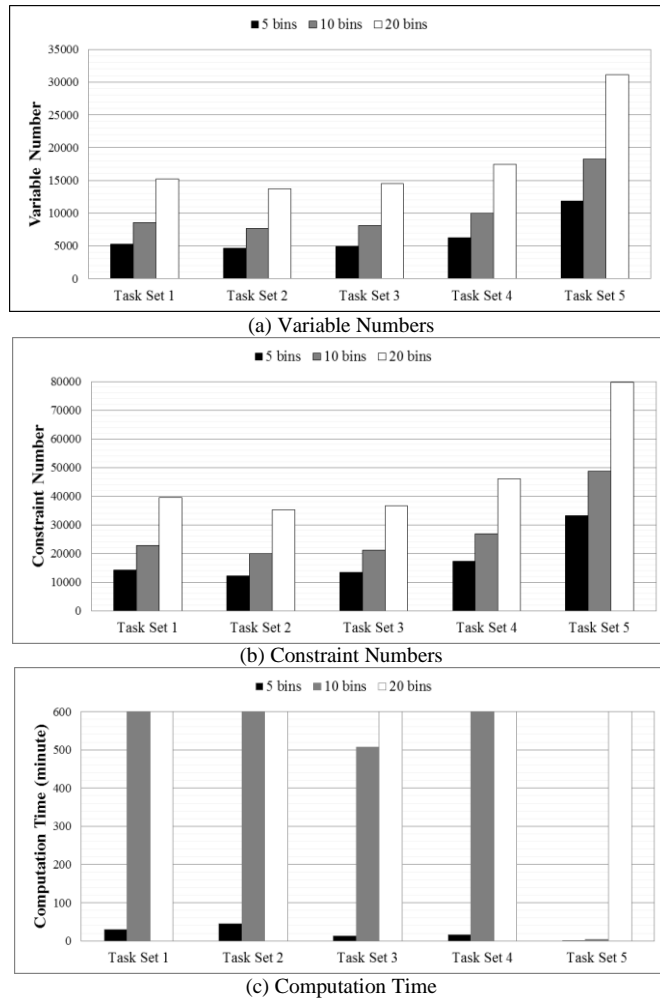 ■ 5 bins ■ 10 bins □ 20 bins
Variable Number
35000
30000
25000
20000
15000
10000
5000
0
Task Set 1 Task Set 2 Task Set 3 Task Set 4 Task Set 5
(a) Variable Numbers
■ 5 bins ■ 10 bins □ 20 bins
Constraint Number
80000
70000
60000
50000
40000
30000
20000
10000
0
Task Set 1 Task Set 2 Task Set 3 Task Set 4 Task Set 5
(b) Constraint Numbers
■ 5 bins ■ 10 bins □ 20 bins
Computation Time (minute)
600
500
400
300
200
100
0
Task Set 1 Task Set 2 Task Set 3 Task Set 4 Task Set 5
(c) Computation Time